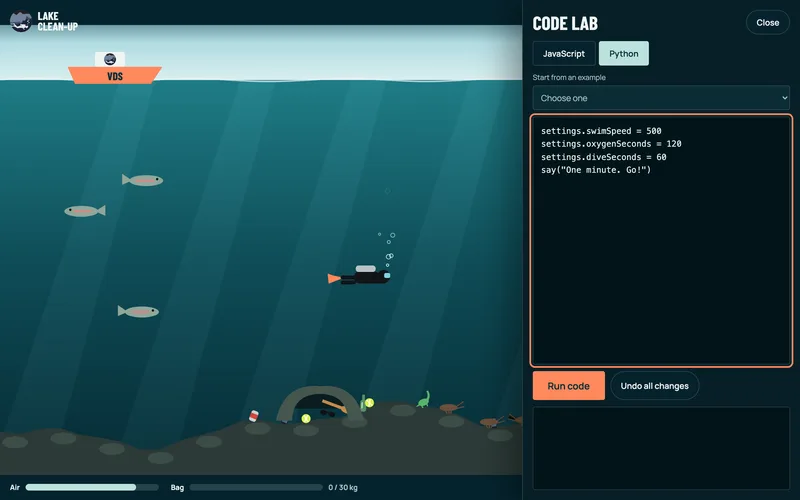 LAKE
CLEAN-UP
VDS
CODE LAB
Close
JavaScript
Python
Start from an example
Choose one
settings.swimSpeed = 500
settings.oxygenSeconds = 120
settings.diveSeconds = 60
say("One minute. Go!")
Run code
Undo all changes
Air
Bag
0 / 30 kg